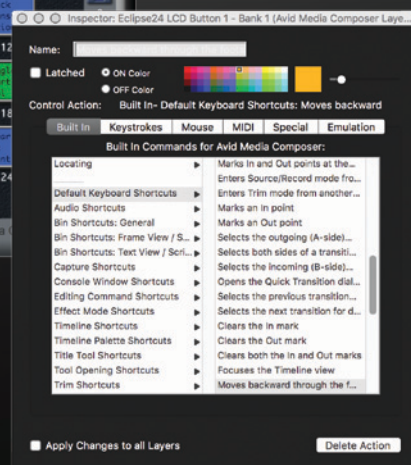 Inspector: Eclipse24 LCD Button 1 - Bank 1 (Avid Media Composer Laye...
Name:
Latched
ON Color
OFF Color
Control Action: Built In- Default Keyboard Shortcuts: Moves backward
Built In Keystrokes Mouse MIDI Special Emulation
Built In Commands for Avid Media Composer:
Locating Marks In and Out points at the...
Enters Source/Record mode fro...
Default Keyboard Shortcuts Enters Trim mode from another...
Audio Shortcuts Marks an In point
Bin Shortcuts: General Marks an Out point
Bin Shortcuts: Frame View / S... Selects the outgoing (A-side)...
Bin Shortcuts: Text View / Scri... Selects both sides of a transiti...
Capture Shortcuts Selects the incoming (B-side)...
Console Window Shortcuts Opens the Quick Transition dial...
Editing Command Shortcuts Selects the previous transition...
Effect Mode Shortcuts Selects the next transition for d...
Timeline Shortcuts Clears the In mark
Timeline Palette Shortcuts Clears the Out mark
Title Tool Shortcuts Clears both the In and Out marks
Tool Opening Shortcuts Focuses the Timeline view
Trim Shortcuts Moves backward through the f...
Apply Changes to all Layers Delete Action
12
18
24